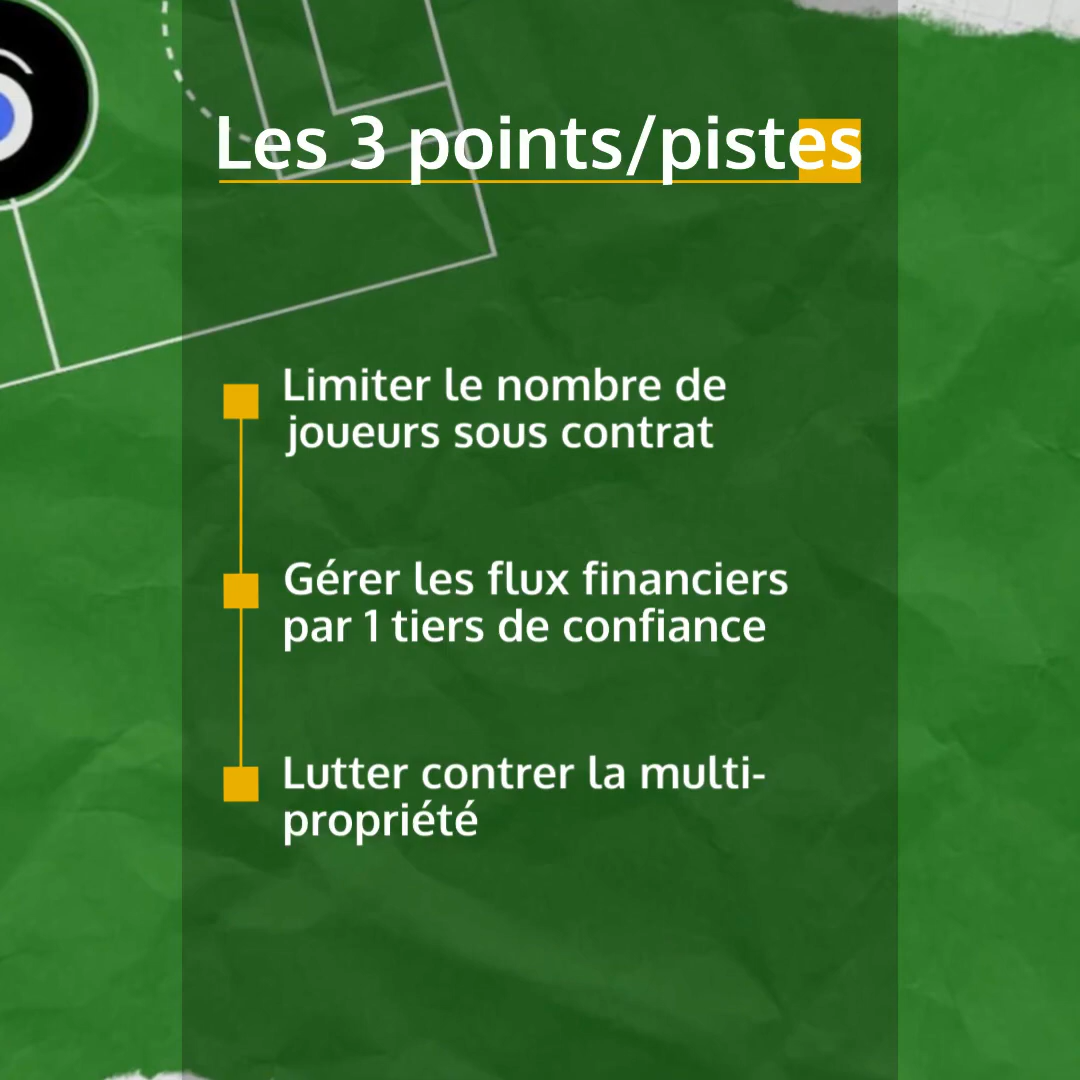 Les 3 points/pistes
Limiter le nombre de
joueurs sous contrat
Gérer les flux financiers
par 1 tiers de confiance
Lutter contrer la multi-
propriété